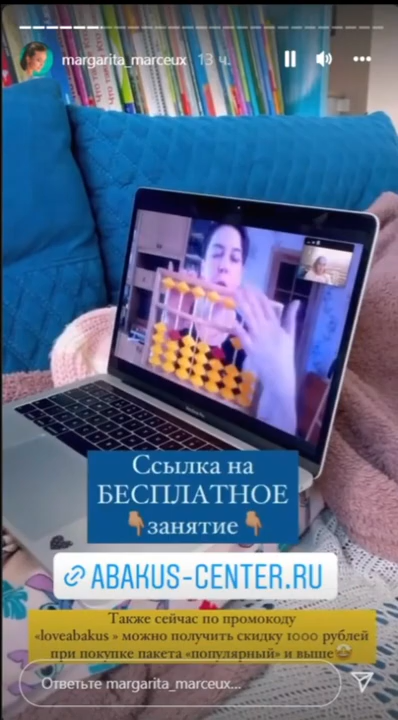 margarita_marceux 13 ч.
Ссылка на
БЕСПЛАТНОЕ
занятие
ABAKUS-CENTER.RU
Также сейчас по промокоду
«loveabakus » можно получить скидку 1000 рублей
при покупке пакета «популярный» и выше
Ответьте margarita_marceux...